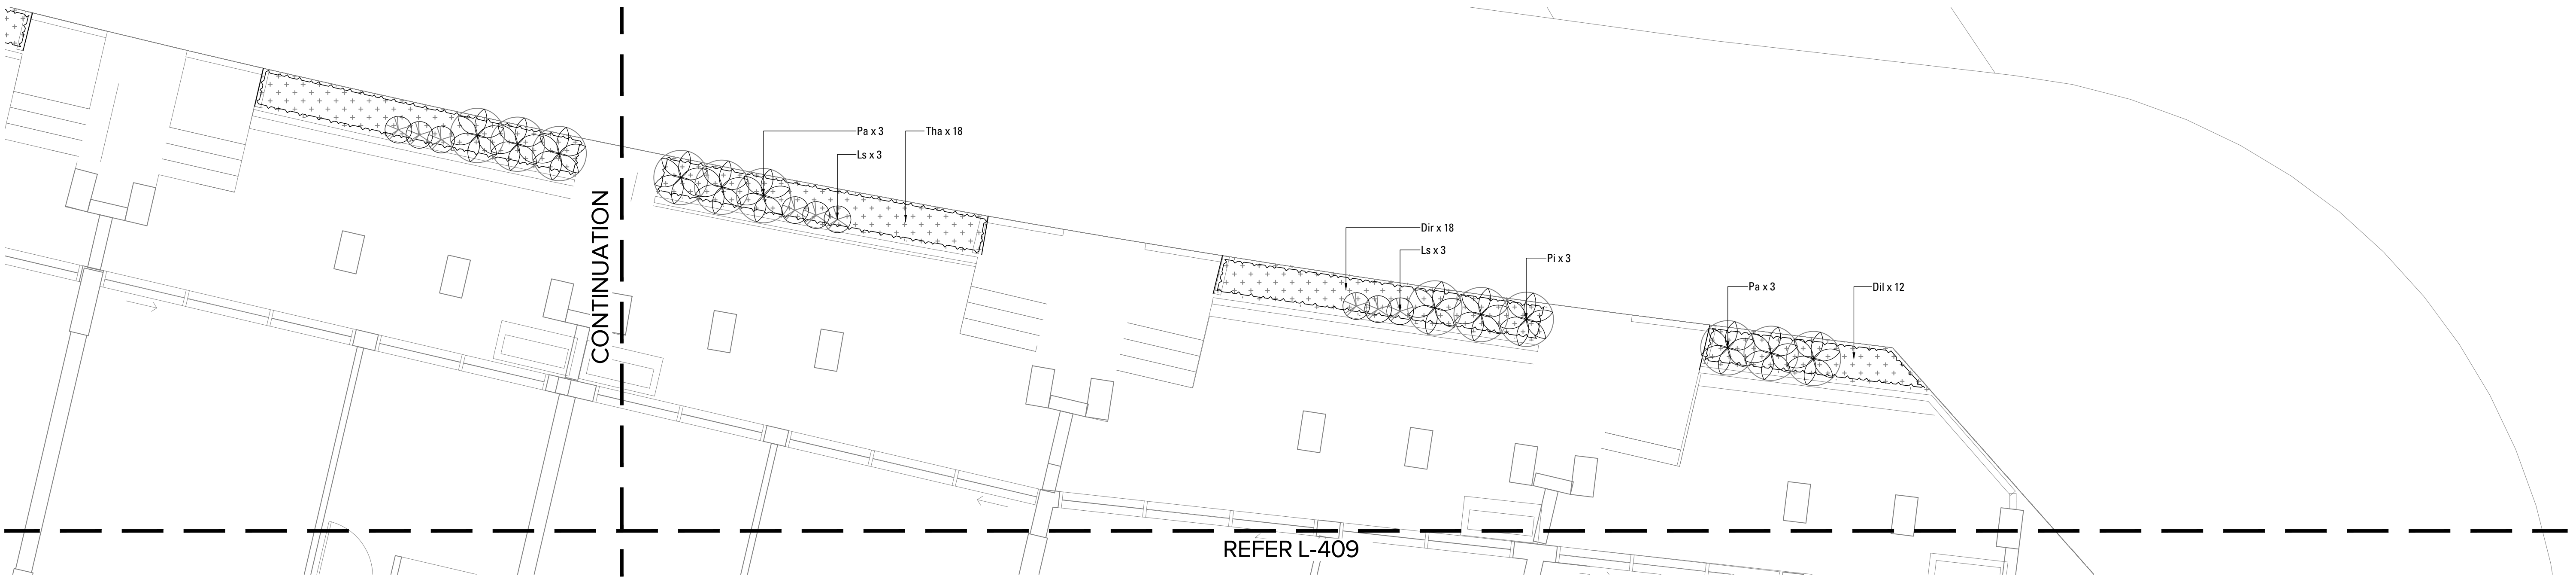 CONTINUATION
Pa x 3
Tha x 18
Ls x 3
Dir x 18
Ls x 3
Pi x 3
Pa x 3
Dil x 12
REFER L-409